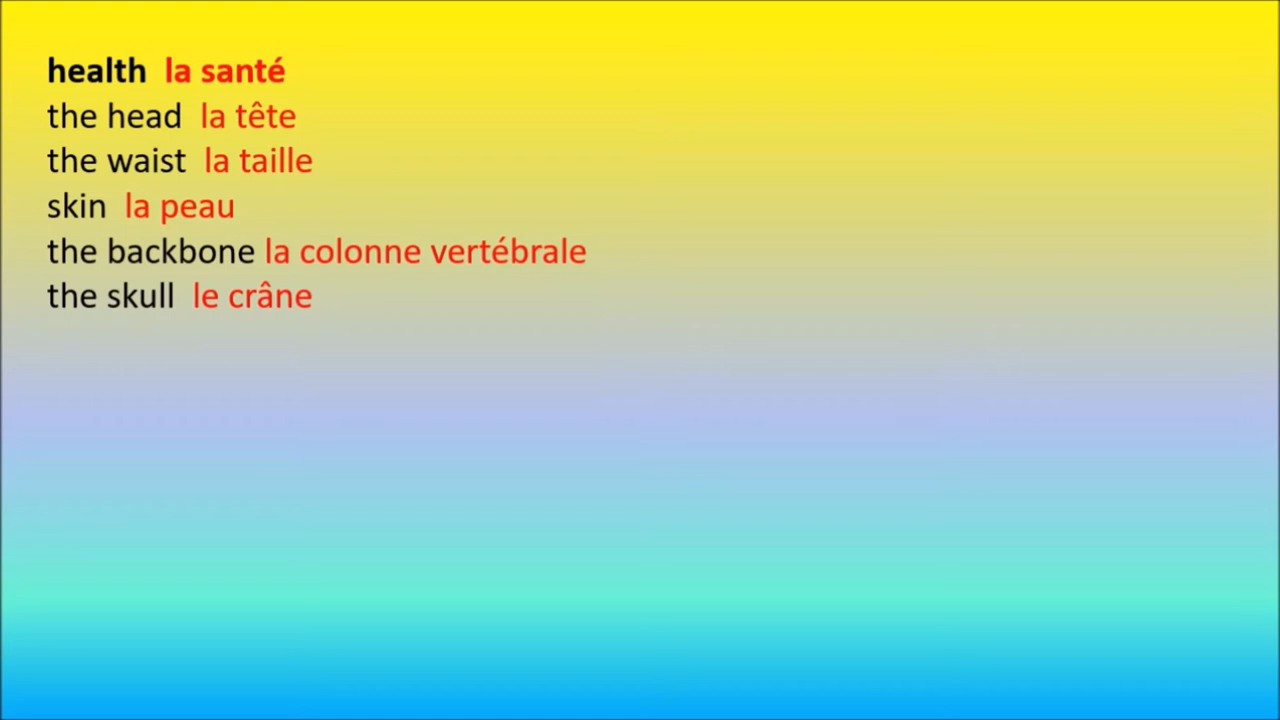 health la santé
the head la tête
the waist la taille
skin la peau
the backbone la colonne vertébrale
the skull le crâne